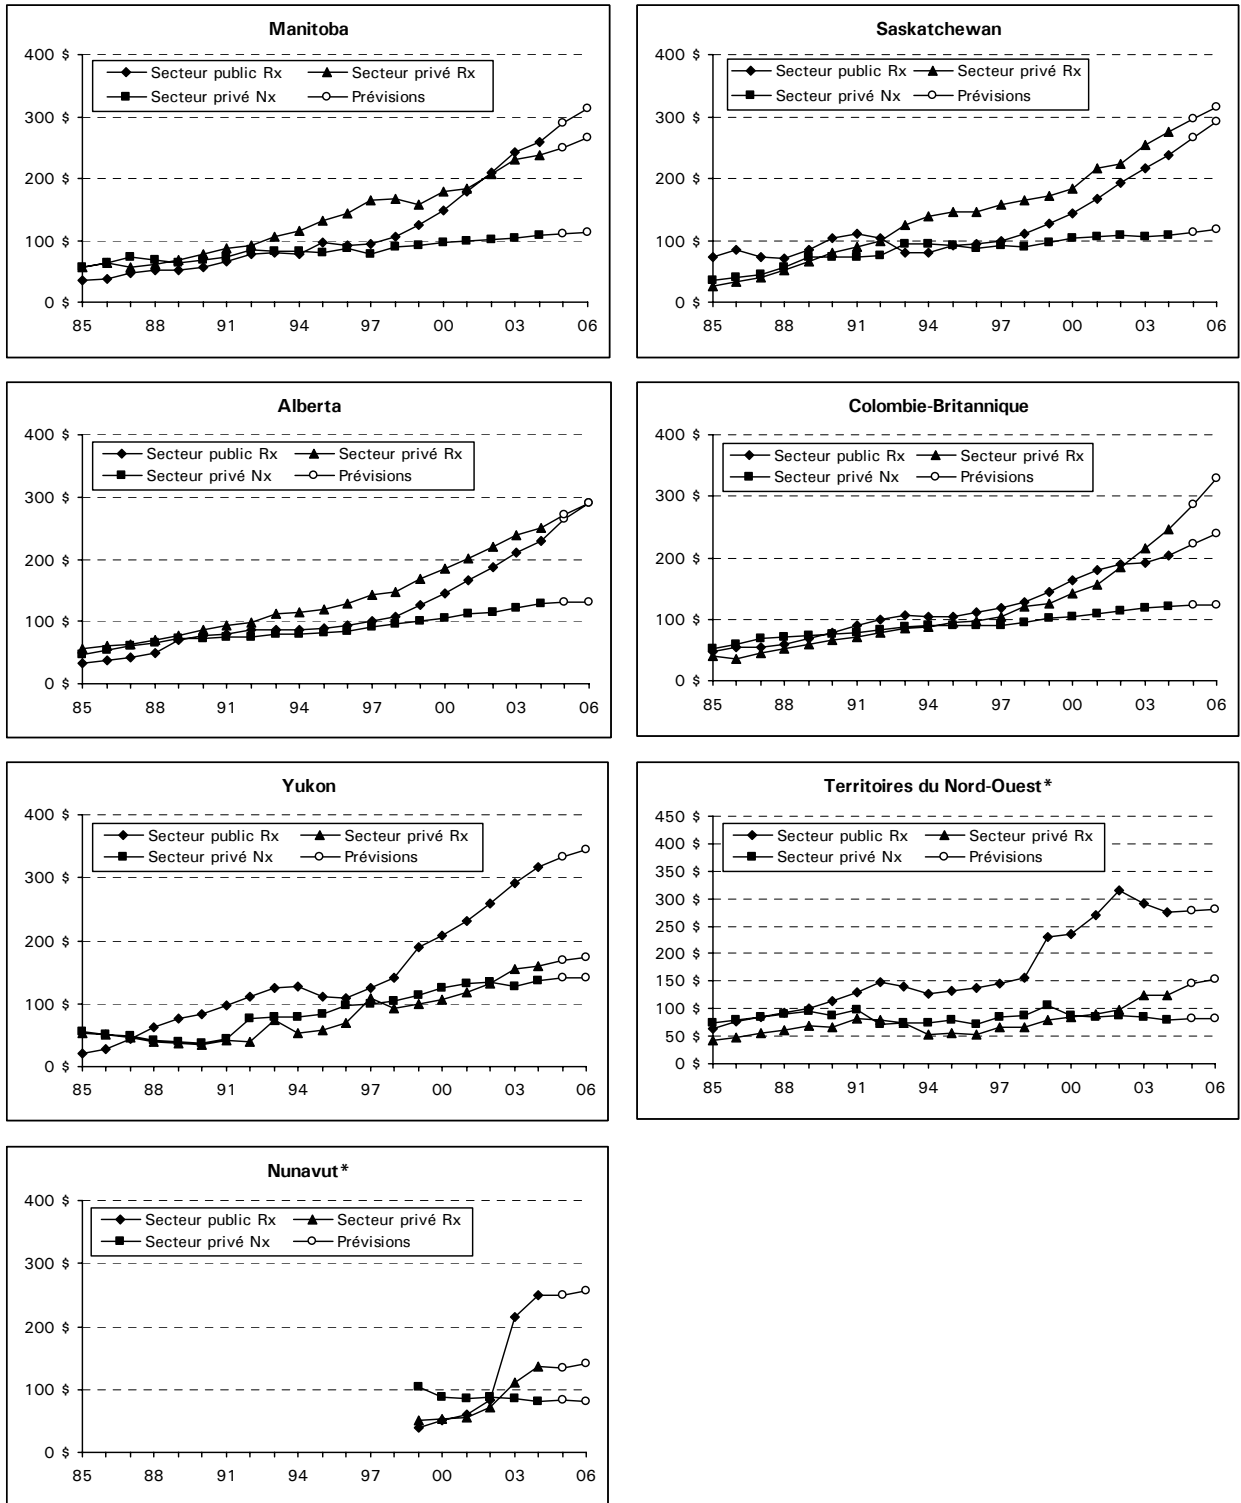 Manitoba
400 $
300 $
200 $
100 $
0 $
Secteur public Rx
Secteur privé Rx
Secteur privé Nx
Prévisions
85 88 91 94 97 00 03 06
Saskatchewan
400 $
300 $
200 $
100 $
0 $
Secteur public Rx
Secteur privé Rx
Secteur privé Nx
Prévisions
85 88 91 94 97 00 03 06
Alberta
400 $
300 $
200 $
100 $
0 $
Secteur public Rx
Secteur privé Rx
Secteur privé Nx
Prévisions
85 88 91 94 97 00 03 06
Colombie-Britannique
400 $
300 $
200 $
100 $
0 $
Secteur public Rx
Secteur privé Rx
Secteur privé Nx
Prévisions
85 88 91 94 97 00 03 06
Yukon
400 $
300 $
200 $
100 $
0 $
Secteur public Rx
Secteur privé Rx
Secteur privé Nx
Prévisions
85 88 91 94 97 00 03 06
Territoires du Nord-Ouest*
450 $
400 $
350 $
300 $
250 $
200 $
150 $
100 $
50 $
0 $
Secteur public Rx
Secteur privé Rx
Secteur privé Nx
Prévisions
85 88 91 94 97 00 03 06
Nunavut*
400 $
300 $
200 $
100 $
0 $
Secteur public Rx
Secteur privé Rx
Secteur privé Nx
Prévisions
85 88 91 94 97 00 03 06